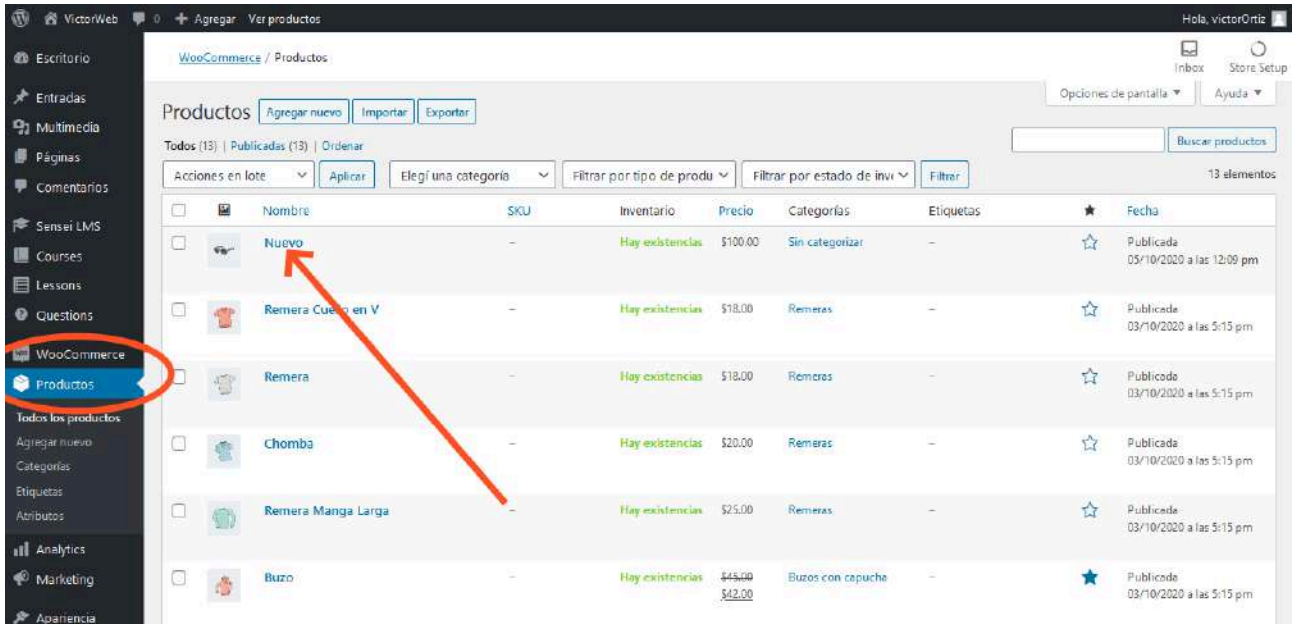 VictorWeb 0 Agregar Ver productos Hola, victorOrtiz
Escritorio
Entradas
Multimedia
Páginas
Comentarios
Sensei LMS
Courses
Lessons
Questions
WooCommerce
Productos
Todos los productos
Agregar nuevo
Categorías
Etiquetas
Atributos
Analytics
Marketing
Apariencia
WooCommerce / Productos
Inbox Store Setup
Opciones de pantalla Ayuda
Productos Agregar nuevo Importar Exportar
Todos (13) | Publicadas (13) | Ordenar
Buscar productos
Acciones en lote Aplicar Elegí una categoría Filtrar por tipo de produ Filtrar por estado de inv Filtrar 13 elementos
Nombre SKU Inventario Precio Categorías Etiquetas Fecha
Nuevo – Hay existencias $100.00 Sin categorizar – Publicada
05/10/2020 a las 12:09 pm
Remera Cuello en V – Hay existencias $18.00 Remeras – Publicada
03/10/2020 a las 5:15 pm
Remera – Hay existencias $18.00 Remeras – Publicada
03/10/2020 a las 5:15 pm
Chomba – Hay existencias $20.00 Remeras – Publicada
03/10/2020 a las 5:15 pm
Remera Manga Larga – Hay existencias $25.00 Remeras – Publicada
03/10/2020 a las 5:15 pm
Buzo – Hay existencias $45.00 Buzos con capucha – Publicada
$42.00 03/10/2020 a las 5:15 pm